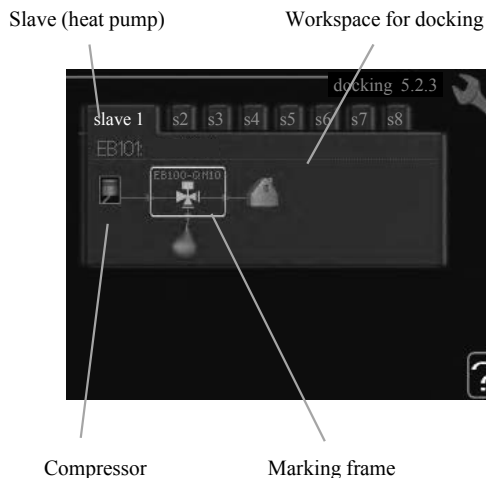 Slave (heat pump) Workspace for docking
docking 5.2.3
slave 1 s2 s3 s4 s5 s6 s7 s8
EB101:
EB100-QN10
?
Compressor Marking frame